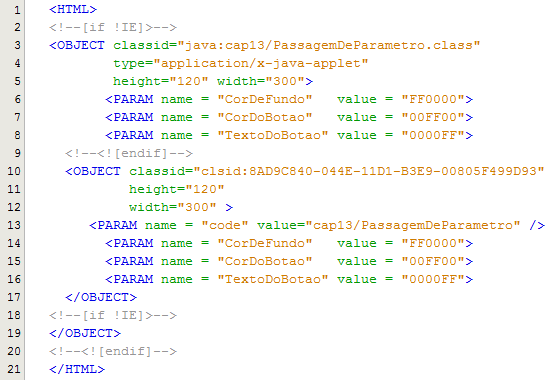 1 <HTML>
2 <!--[if !IE]>-->
3 <OBJECT classid="java:cap13/PassagemDeParametro.class"
4 type="application/x-java-applet"
5 height="120" width="300">
6 <PARAM name = "CorDeFundo" value = "FF0000">
7 <PARAM name = "CorDoBotao" value = "00FF00">
8 <PARAM name = "TextoDoBotao" value = "0000FF">
9 <!--<![endif]-->
10 <OBJECT classid="clsid:8AD9C840-044E-11D1-B3E9-00805F499D93"
11 height="120"
12 width="300" >
13 <PARAM name = "code" value="cap13/PassagemDeParametro" />
14 <PARAM name = "CorDeFundo" value = "FF0000">
15 <PARAM name = "CorDoBotao" value = "00FF00">
16 <PARAM name = "TextoDoBotao" value = "0000FF">
17 </OBJECT>
18 <!--[if !IE]>-->
19 </OBJECT>
20 <!--<![endif]-->
21 </HTML>